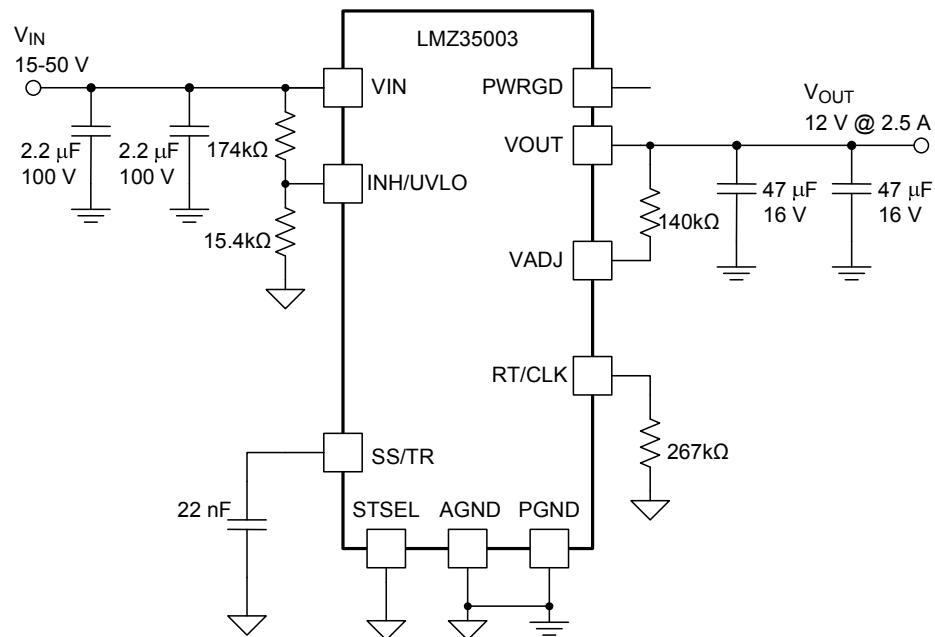 LMZ35003
VIN
15-50 V
VIN
PWRGD
VOUT
12 V @ 2.5 A
VOUT
2.2 μF
100 V
2.2 μF
100 V
174kΩ
INH/UVLO
47 μF
16 V
47 μF
16 V
140kΩ
15.4kΩ
VADJ
RT/CLK
267kΩ
SS/TR
22 nF
STSEL
AGND
PGND